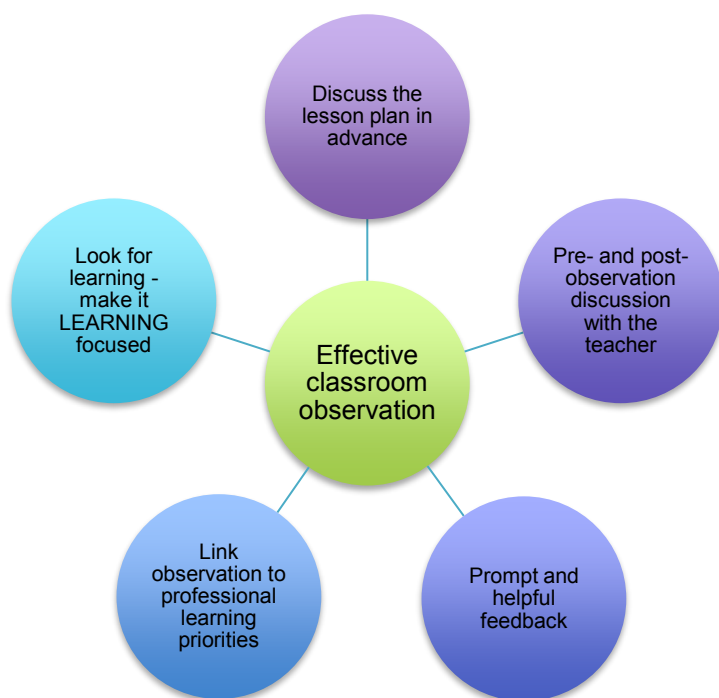 Discuss the
lesson plan in
advance
Pre- and post-
observation
discussion
with the
teacher
Prompt and
helpful
feedback
Link
observation to
professional
learning
priorities
Look for
learning -
make it
LEARNING
focused
Effective
classroom
observation